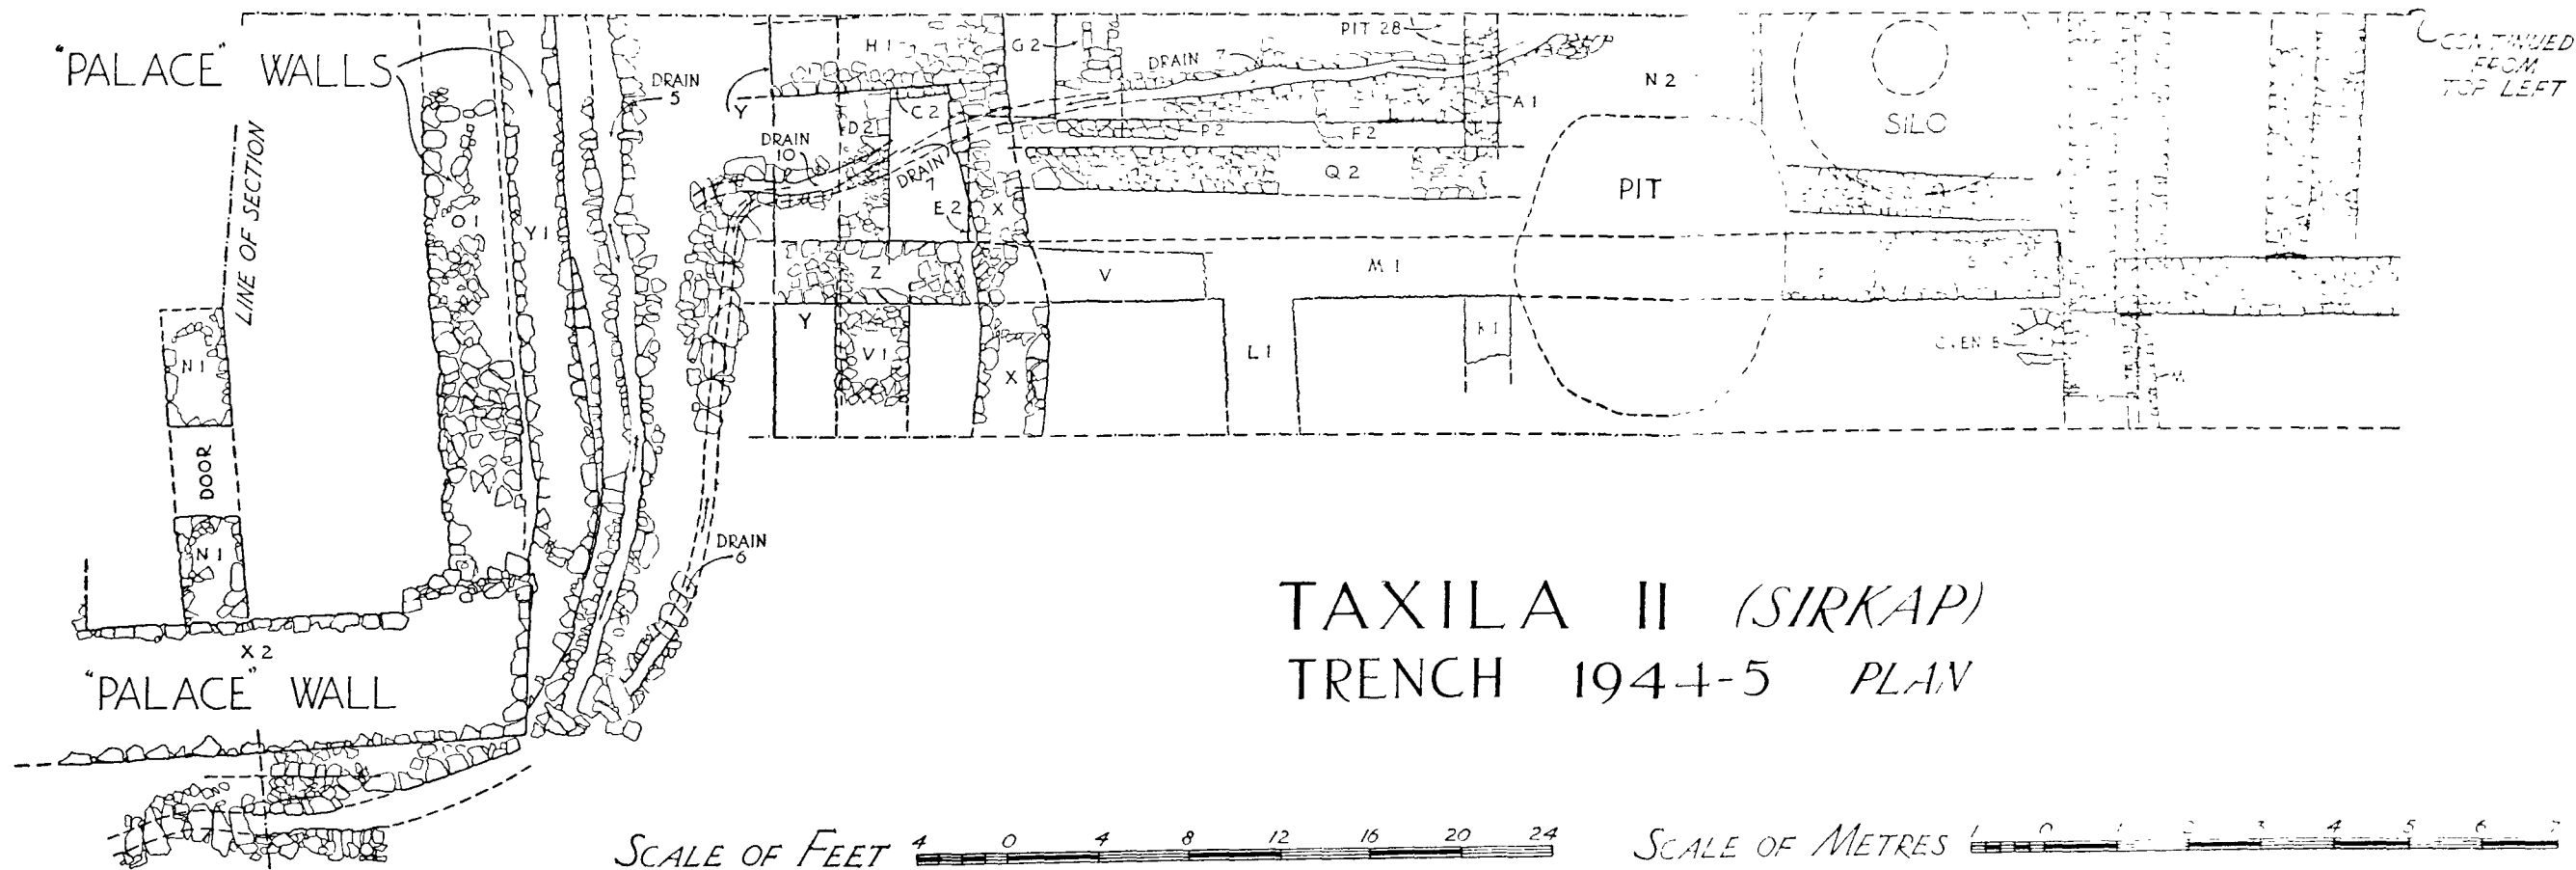 "PALACE" WALLS
LINE OF SECTION
N 1
DOOR
N 1
X 2
"PALACE" WALL
O 1
Y 1
DRAIN 5
DRAIN 6
Y
H 1
G 2
DRAIN 7
PIT 28
C 2
D 2
DRAIN 10
DRAIN 7
E 2
X
P 2
F 2
A 1
Q 2
N 2
PIT
SILO
CONTINUED
FROM
TOP LEFT
Z
V
M 1
Y
V 1
X
L 1
K 1
OVEN B
TAXILA II (SIRKAP)
TRENCH 1944-5 PLAN
SCALE OF FEET 4 0 4 8 12 16 20 24
SCALE OF METRES 1 0 1 2 3 4 5 6 7